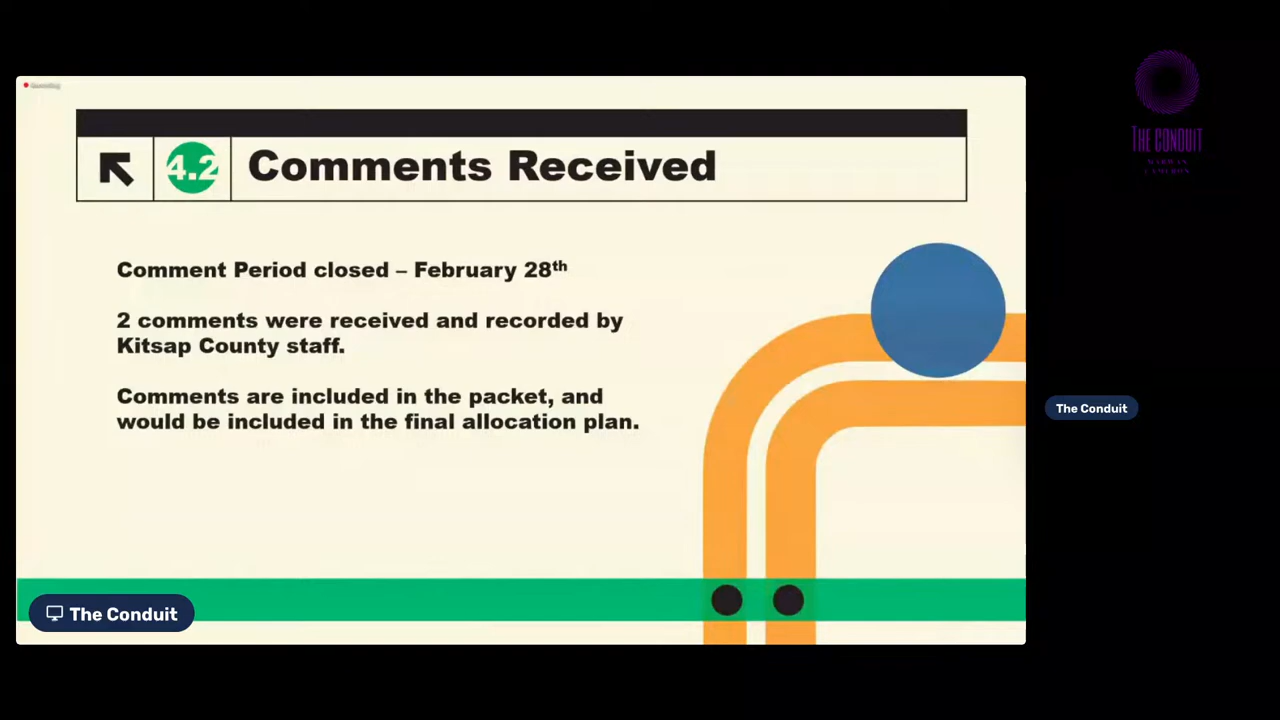 Recording
4.2 Comments Received
Comment Period closed – February 28th
2 comments were received and recorded by
Kitsap County staff.
Comments are included in the packet, and
would be included in the final allocation plan.
The Conduit
THE CONDUIT
The Conduit